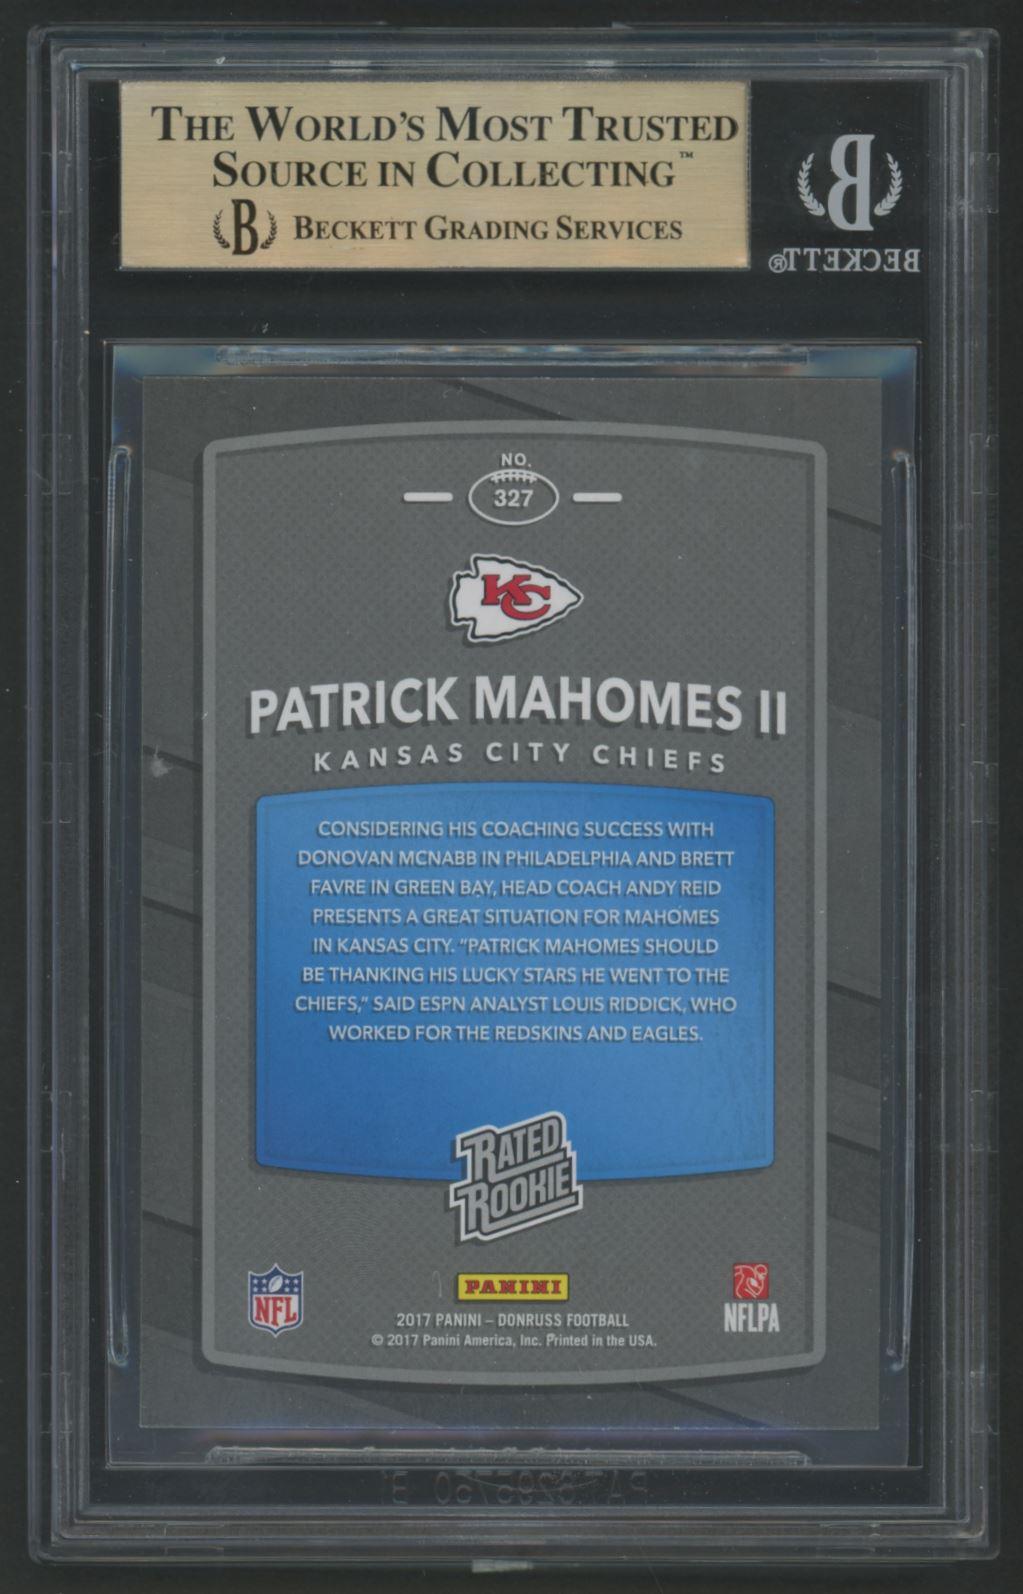 THE WORLD'S MOST TRUSTED
SOURCE IN COLLECTING™
B BECKETT GRADING SERVICES
B
BECKETT®
NO.
327
KC
PATRICK MAHOMES II
KANSAS CITY CHIEFS
CONSIDERING HIS COACHING SUCCESS WITH
DONOVAN MCNABB IN PHILADELPHIA AND BRETT
FAVRE IN GREEN BAY, HEAD COACH ANDY REID
PRESENTS A GREAT SITUATION FOR MAHOMES
IN KANSAS CITY. "PATRICK MAHOMES SHOULD
BE THANKING HIS LUCKY STARS HE WENT TO THE
CHIEFS," SAID ESPN ANALYST LOUIS RIDDICK, WHO
WORKED FOR THE REDSKINS AND EAGLES.
RATED
ROOKIE
NFL
PANINI
NFLPA
2017 PANINI – DONRUSS FOOTBALL
© 2017 Panini America, Inc. Printed in the USA.